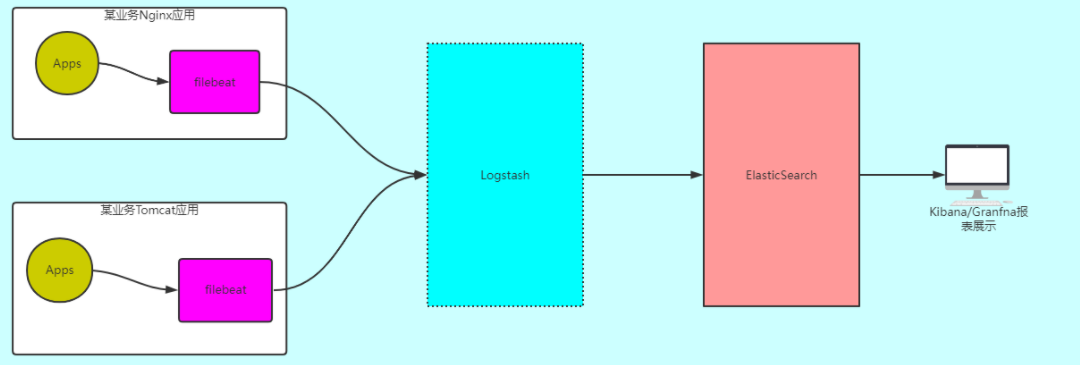 某业务Nginx应用
Apps
filebeat
某业务Tomcat应用
Apps
filebeat
Logstash
ElasticSearch
Kibana/Granfna报
表展示